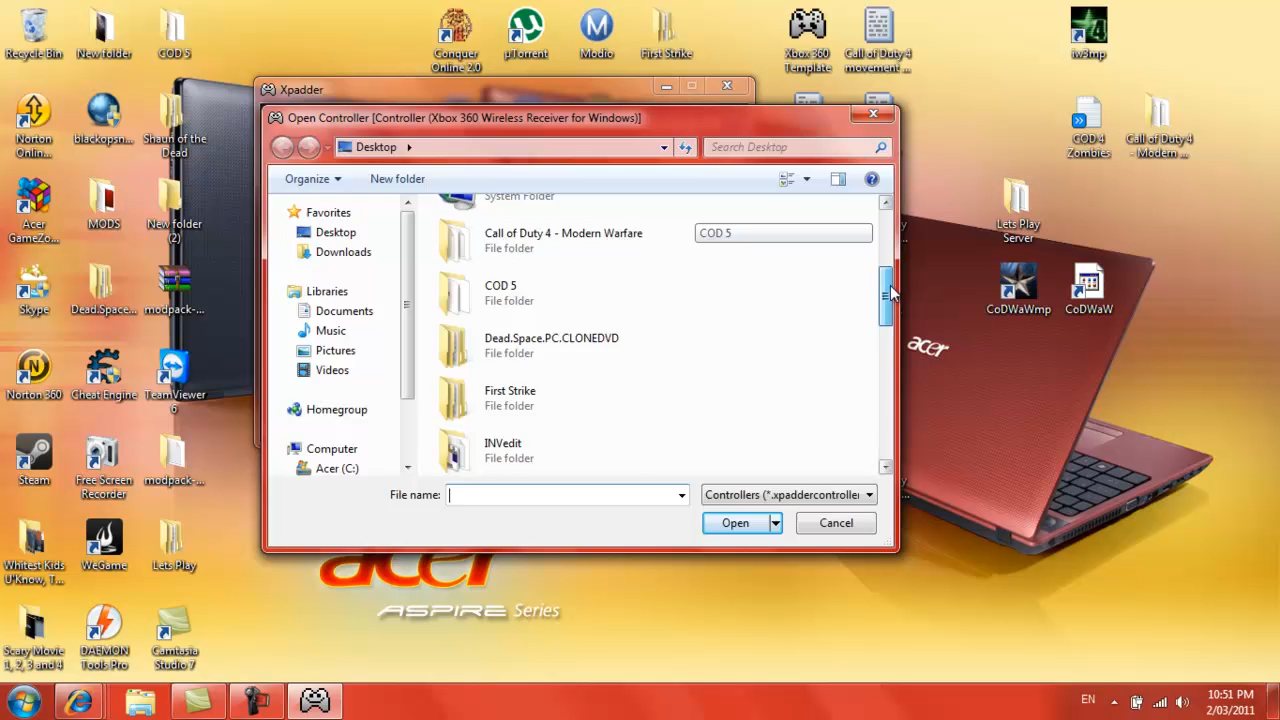 Recycle Bin
New folder
COD 5
Conquer
Online 2.0
µTorrent
Modio
First Strike
Xbox 360
Template
Call of Duty 4
movement ...
iw3mp
Xpadder
Open Controller [Controller (Xbox 360 Wireless Receiver for Windows)]
Desktop
Search Desktop
Organize
New folder
Favorites
Desktop
Downloads
Libraries
Documents
Music
Pictures
Videos
Homegroup
Computer
Acer (C:)
System Folder
Call of Duty 4 - Modern Warfare
File folder
COD 5
COD 5
File folder
Dead.Space.PC.CLONEDVD
File folder
First Strike
File folder
INVedit
File folder
File name:
Controllers (*.xpaddercontroller
Open
Cancel
Norton
Onlin...
blackopsn...
Shaun of the
Dead
COD 4
Zombies
Call of Duty 4
- Modern ...
Acer
GameZo...
MODS
New folder
(2)
Lets Play
Server
Skype
Dead.Space...
modpack-...
CoDWaWmp
CoDWaW
acer
Norton 360
Cheat Engine
TeamViewer
6
Steam
Free Screen
Recorder
modpack-...
Whitest Kids
U'Know, T...
WeGame
Lets Play
acer
ASPIRE Series
Scary Movie
1, 2, 3 and 4
DAEMON
Tools Pro
Camtasia
Studio 7
EN
10:51 PM
2/03/2011